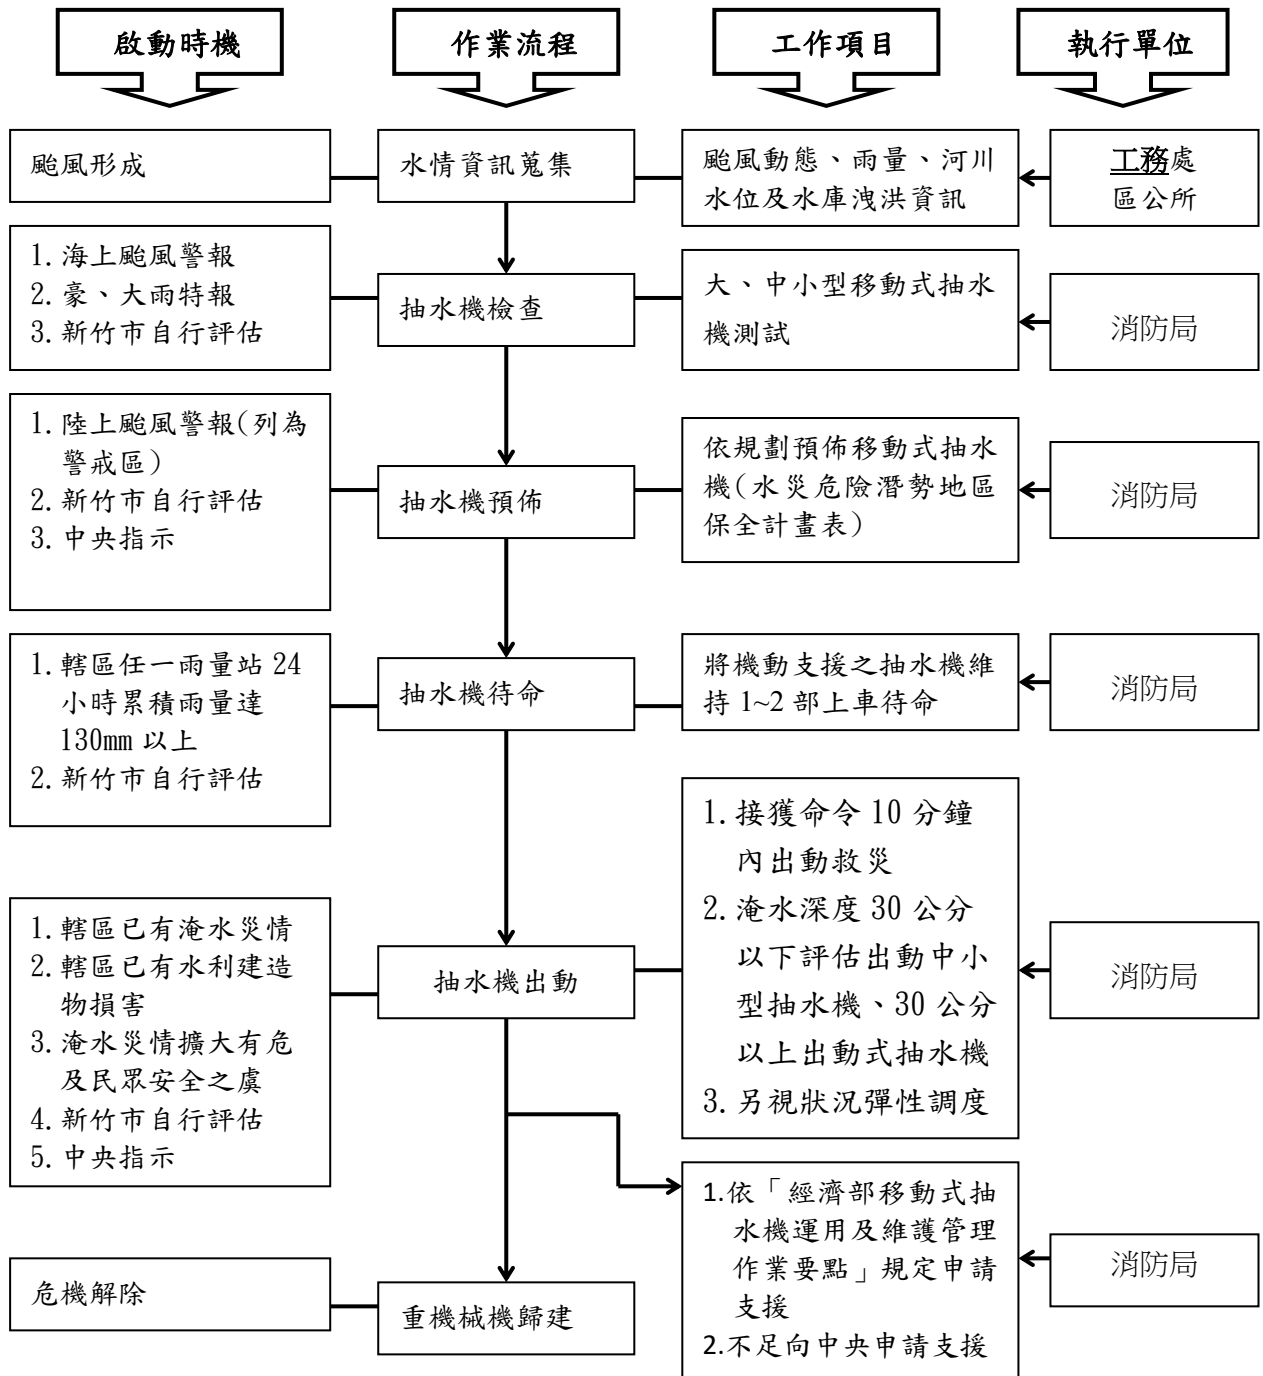 啟動時機
作業流程
工作項目
執行單位
颱風形成
水情資訊蒐集
颱風動態、雨量、河川
水位及水庫洩洪資訊
工務處
區公所
1.海上颱風警報
2.豪、大雨特報
3.新竹市自行評估
抽水機檢查
大、中小型移動式抽水
機測試
消防局
1.陸上颱風警報(列為
警戒區)
2.新竹市自行評估
3.中央指示
抽水機預佈
依規劃預佈移動式抽水
機(水災危險潛勢地區
保全計畫表)
消防局
1.轄區任一雨量站 24
小時累積雨量達
130mm 以上
2.新竹市自行評估
抽水機待命
將機動支援之抽水機維
持 1~2 部上車待命
消防局
1.轄區已有淹水災情
2.轄區已有水利建造
物損害
3.淹水災情擴大有危
及民眾安全之虞
4.新竹市自行評估
5.中央指示
抽水機出動
1.接獲命令 10 分鐘
內出動救災
2.淹水深度 30 公分
以下評估出動中小
型抽水機、30 公分
以上出動式抽水機
3.另視狀況彈性調度
消防局
1.依「經濟部移動式抽
水機運用及維護管理
作業要點」規定申請
支援
2.不足向中央申請支援
消防局
危機解除
重機械機歸建